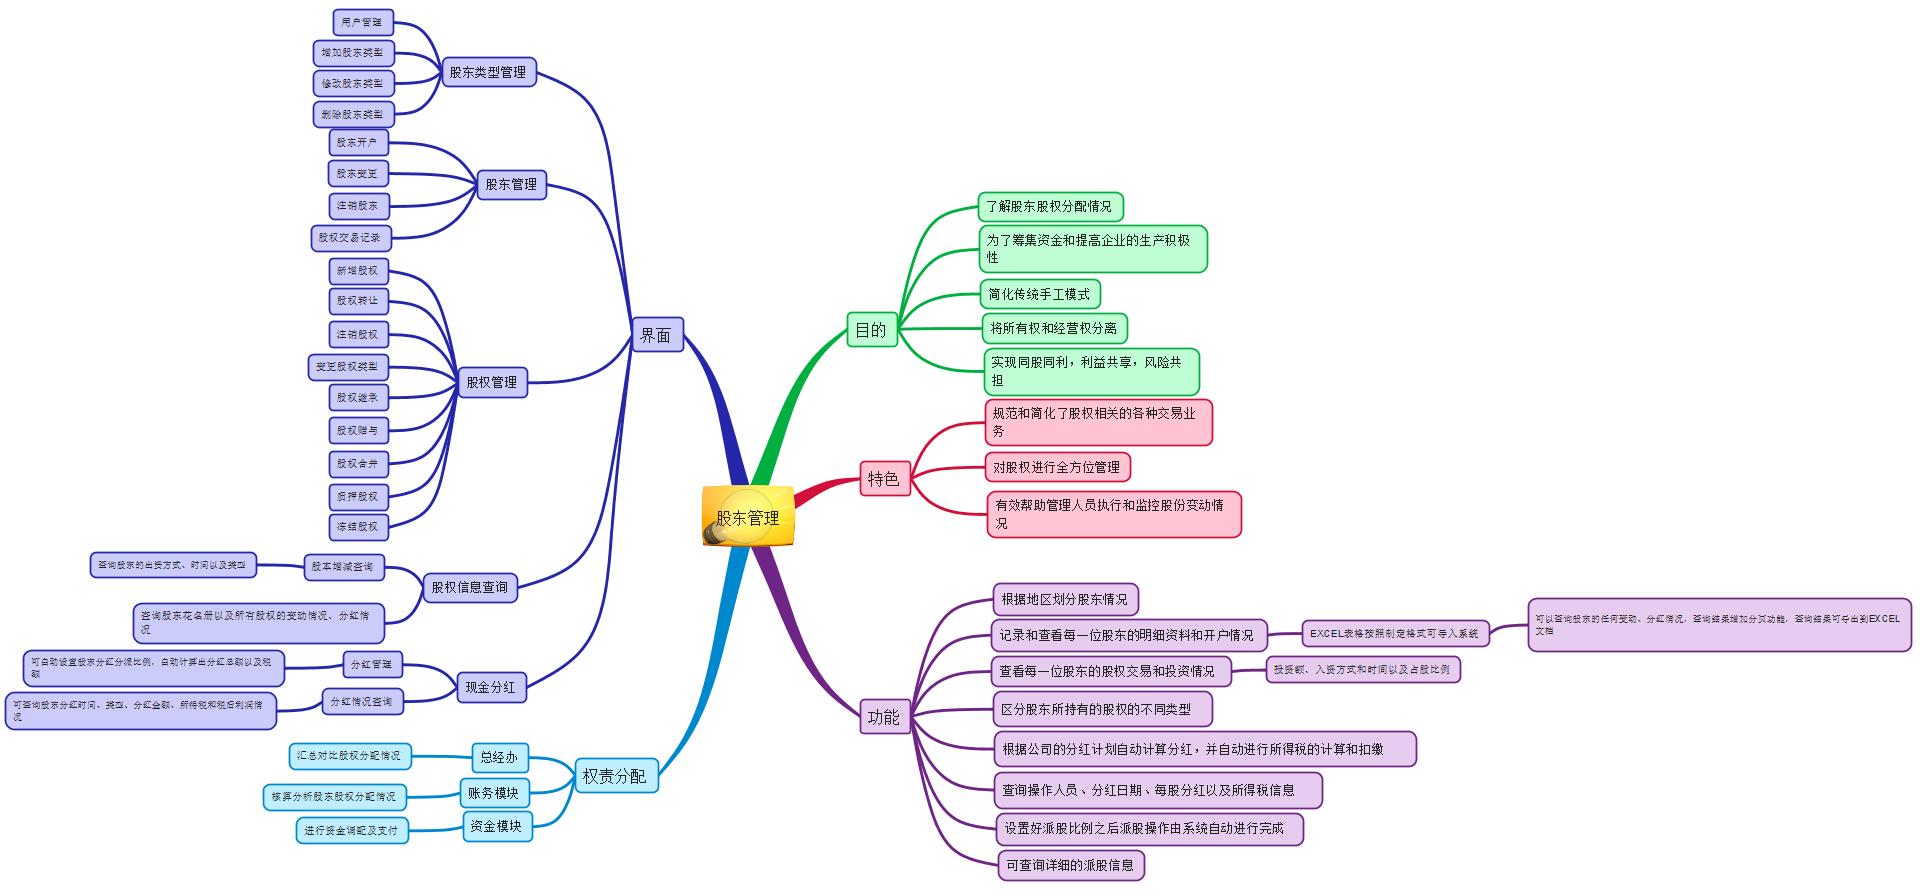 股东管理
目的
了解股东股权分配情况
为了筹集资金和提高企业的生产积极
性
简化传统手工模式
将所有权和经营权分离
实现同股同利，利益共享，风险共
担
特色
规范和简化了股权相关的各种交易业
务
对股权进行全方位管理
有效帮助管理人员执行和监控股份变动情
况
功能
根据地区划分股东情况
记录和查看每一位股东的明细资料和开户情况
EXCEL表格按照制定格式可导入系统
可以查询股东的任何变动、分红情况，查询结果增加分页功能，查询结果可导出到EXCEL
文档
查看每一位股东的股权交易和投资情况
投资额、入资方式和时间以及占股比例
区分股东所持有的股权的不同类型
根据公司的分红计划自动计算分红，并自动进行所得税的计算和扣缴
查询操作人员、分红日期、每股分红以及所得税信息
设置好派股比例之后派股操作由系统自动进行完成
可查询详细的派股信息
界面
股东类型管理
用户管理
增加股东类型
修改股东类型
删除股东类型
股东管理
股东开户
股东变更
注销股东
股权交易记录
股权管理
新增股权
股权转让
注销股权
变更股权类型
股权继承
股权赠与
股权合并
质押股权
冻结股权
股权信息查询
股本增减查询
查询股东的出资方式、时间以及类型
查询股东花名册以及所有股权的变动情况、分红情
况
现金分红
分红管理
可自动设置股东分红分派比例，自动计算出分红总额以及税
额
分红情况查询
可查询股东分红时间、类型、分红金额、所得税和税后利润情
况
权责分配
总经办
汇总对比股权分配情况
账务模块
核算分析股东股权分配情况
资金模块
进行资金调配及支付